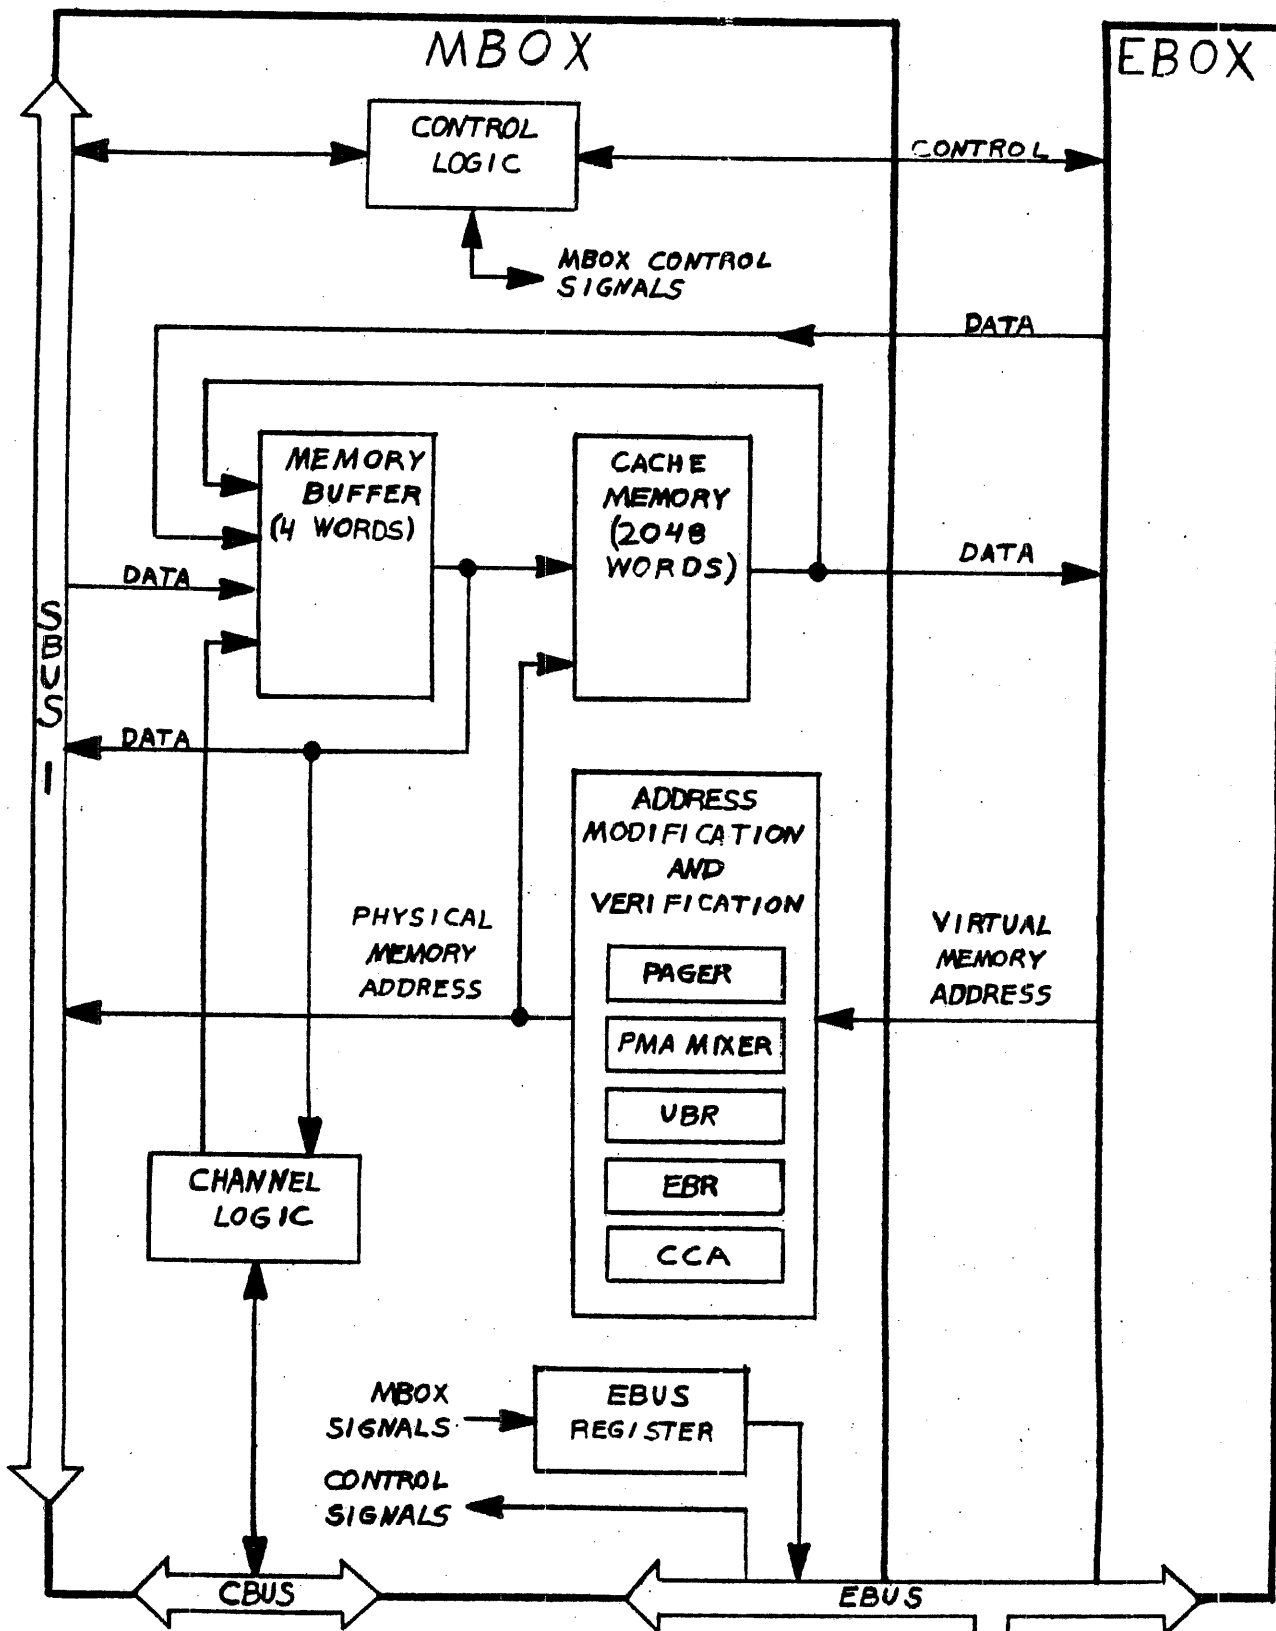 MBOX
EBOX
CONTROL
LOGIC
CONTROL
MBOX CONTROL
SIGNALS
DATA
MEMORY
BUFFER
(4 WORDS)
CACHE
MEMORY
(2048
WORDS)
DATA
DATA
SBUS 1
DATA
ADDRESS
MODIFICATION
AND
VERIFICATION
PHYSICAL
MEMORY
ADDRESS
VIRTUAL
MEMORY
ADDRESS
PAGER
PMA MIXER
UBR
EBR
CCA
CHANNEL
LOGIC
MBOX
SIGNALS
EBUS
REGISTER
CONTROL
SIGNALS
CBUS
EBUS